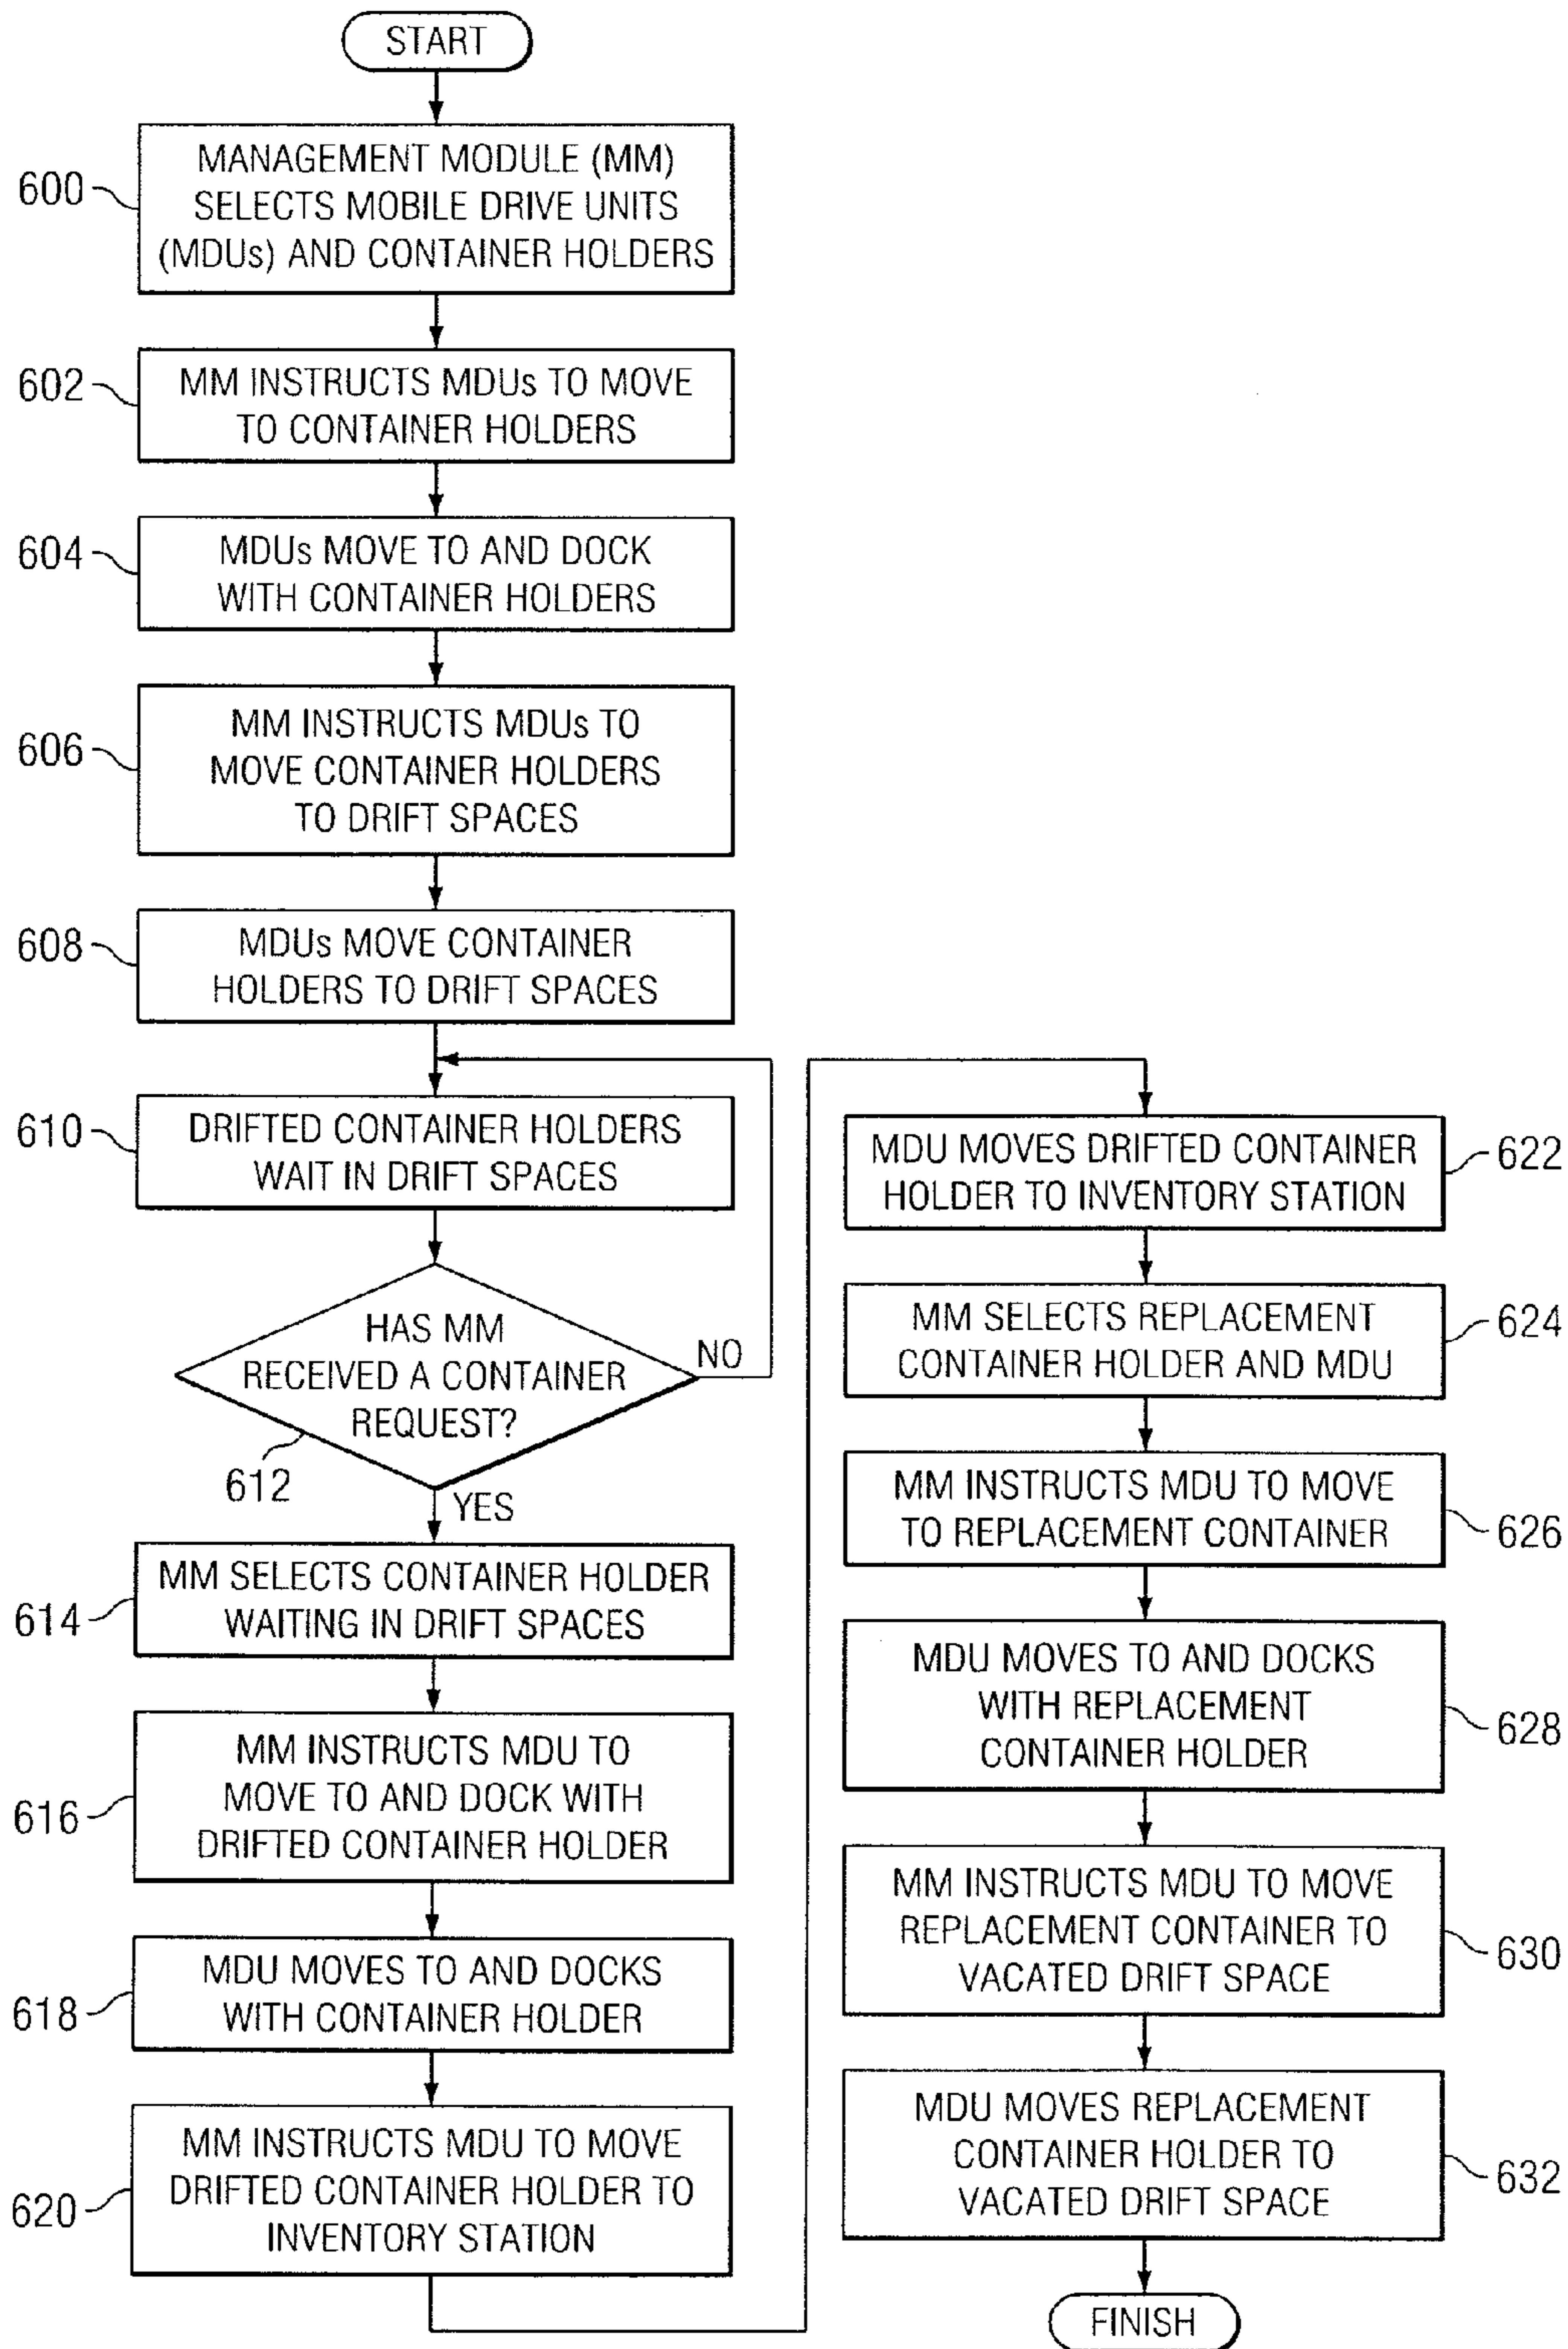 START
600
MANAGEMENT MODULE (MM)
SELECTS MOBILE DRIVE UNITS
(MDUs) AND CONTAINER HOLDERS
602
MM INSTRUCTS MDUs TO MOVE
TO CONTAINER HOLDERS
604
MDUs MOVE TO AND DOCK
WITH CONTAINER HOLDERS
606
MM INSTRUCTS MDUs TO
MOVE CONTAINER HOLDERS
TO DRIFT SPACES
608
MDUs MOVE CONTAINER
HOLDERS TO DRIFT SPACES
610
DRIFTED CONTAINER HOLDERS
WAIT IN DRIFT SPACES
HAS MM
RECEIVED A CONTAINER
REQUEST?
NO
612
YES
614
MM SELECTS CONTAINER HOLDER
WAITING IN DRIFT SPACES
616
MM INSTRUCTS MDU TO
MOVE TO AND DOCK WITH
DRIFTED CONTAINER HOLDER
618
MDU MOVES TO AND DOCKS
WITH CONTAINER HOLDER
620
MM INSTRUCTS MDU TO MOVE
DRIFTED CONTAINER HOLDER TO
INVENTORY STATION
MDU MOVES DRIFTED CONTAINER
HOLDER TO INVENTORY STATION
622
MM SELECTS REPLACEMENT
CONTAINER HOLDER AND MDU
624
MM INSTRUCTS MDU TO MOVE
TO REPLACEMENT CONTAINER
626
MDU MOVES TO AND DOCKS
WITH REPLACEMENT
CONTAINER HOLDER
628
MM INSTRUCTS MDU TO MOVE
REPLACEMENT CONTAINER TO
VACATED DRIFT SPACE
630
MDU MOVES REPLACEMENT
CONTAINER HOLDER TO
VACATED DRIFT SPACE
632
FINISH